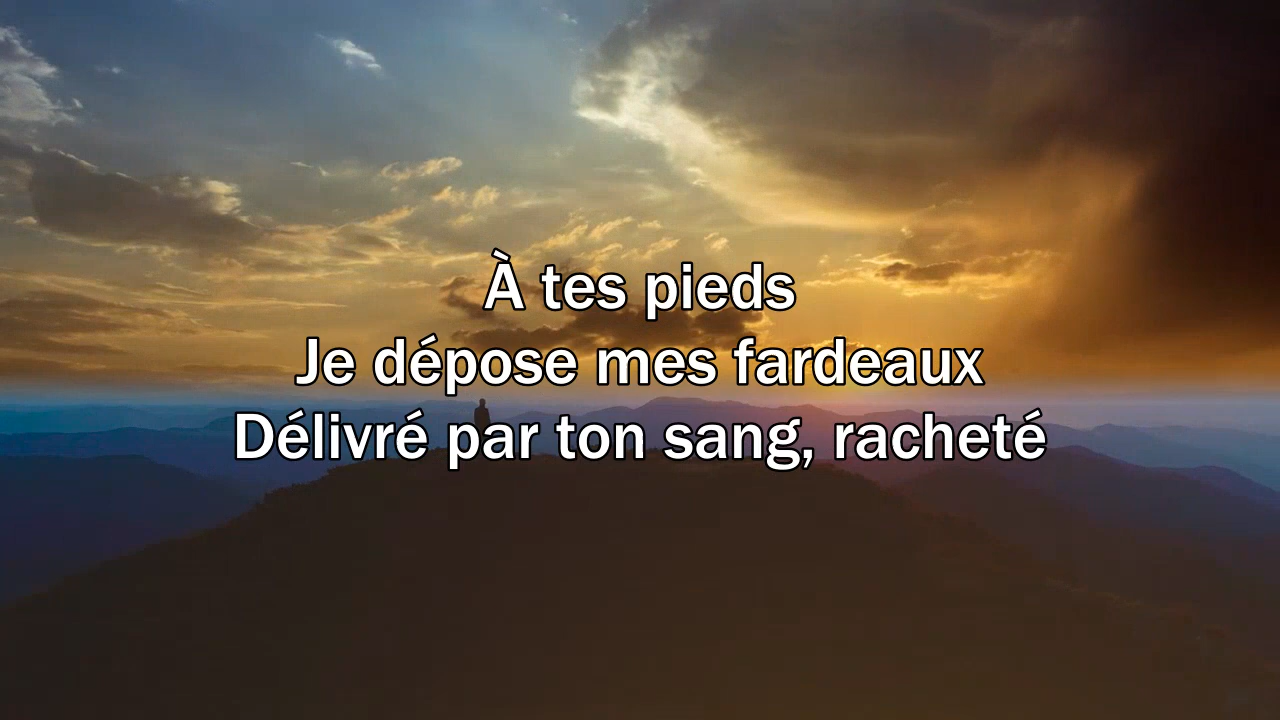 À tes pieds
Je dépose mes fardeaux
Délivré par ton sang, racheté